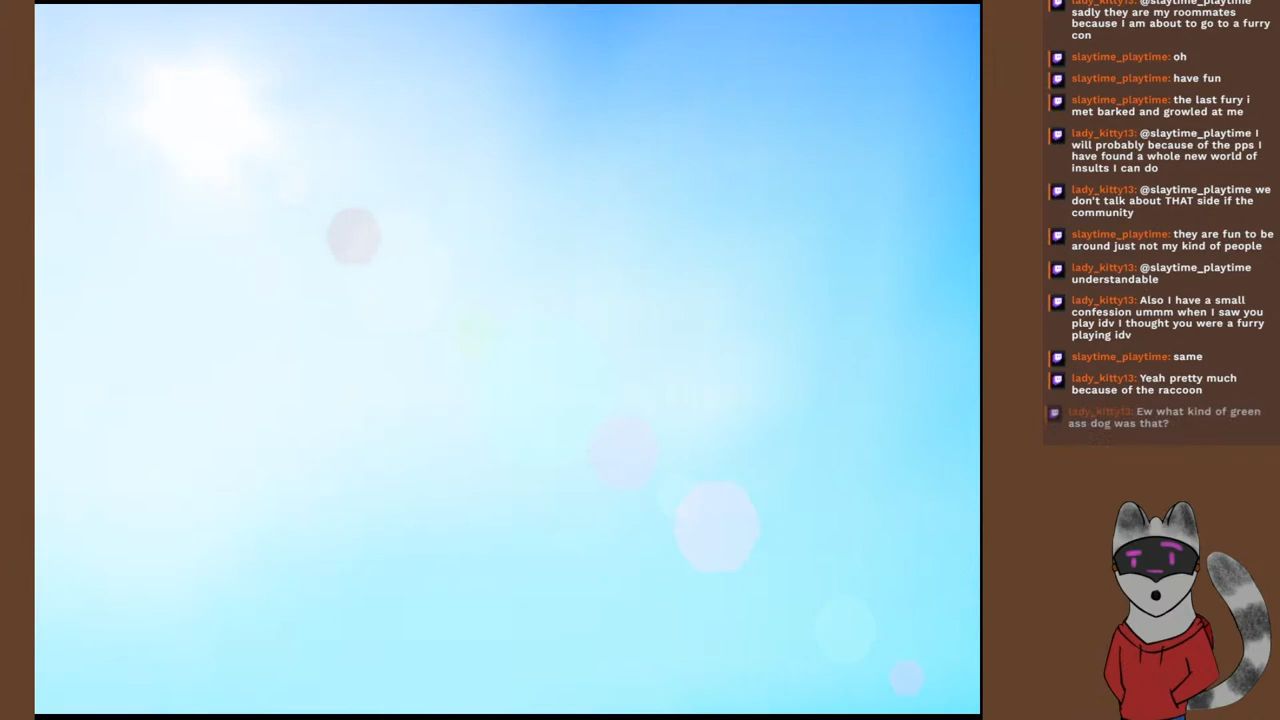 lady_kitty13: @slaytime_playtime
sadly they are my roommates
because I am about to go to a furry
con
slaytime_playtime: oh
slaytime_playtime: have fun
slaytime_playtime: the last fury i
met barked and growled at me
lady_kitty13: @slaytime_playtime I
will probably because of the pps I
have found a whole new world of
insults I can do
lady_kitty13: @slaytime_playtime we
don't talk about THAT side if the
community
slaytime_playtime: they are fun to be
around just not my kind of people
lady_kitty13: @slaytime_playtime
understandable
lady_kitty13: Also I have a small
confession ummm when I saw you
play idv I thought you were a furry
playing idv
slaytime_playtime: same
lady_kitty13: Yeah pretty much
because of the raccoon
lady_kitty13: Ew what kind of green
ass dog was that?